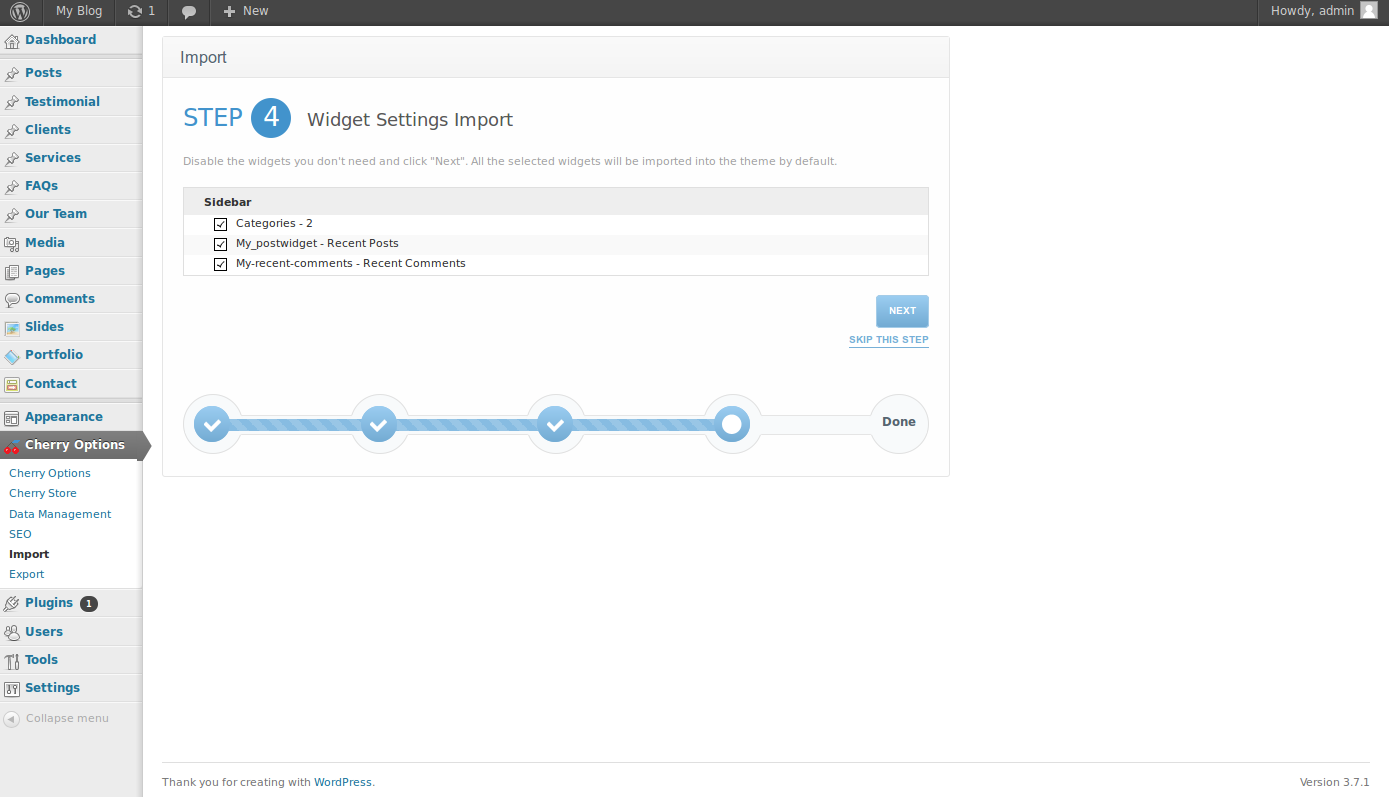 My Blog 1 New Howdy, admin
Dashboard
Posts
Testimonial
Clients
Services
FAQs
Our Team
Media
Pages
Comments
Slides
Portfolio
Contact
Appearance
Cherry Options
Cherry Options
Cherry Store
Data Management
SEO
Import
Export
Plugins 1
Users
Tools
Settings
Collapse menu
Import
STEP 4 Widget Settings Import
Disable the widgets you don't need and click "Next". All the selected widgets will be imported into the theme by default.
Sidebar
Categories - 2
My_postwidget - Recent Posts
My-recent-comments - Recent Comments
NEXT
SKIP THIS STEP
Done
Thank you for creating with WordPress. Version 3.7.1